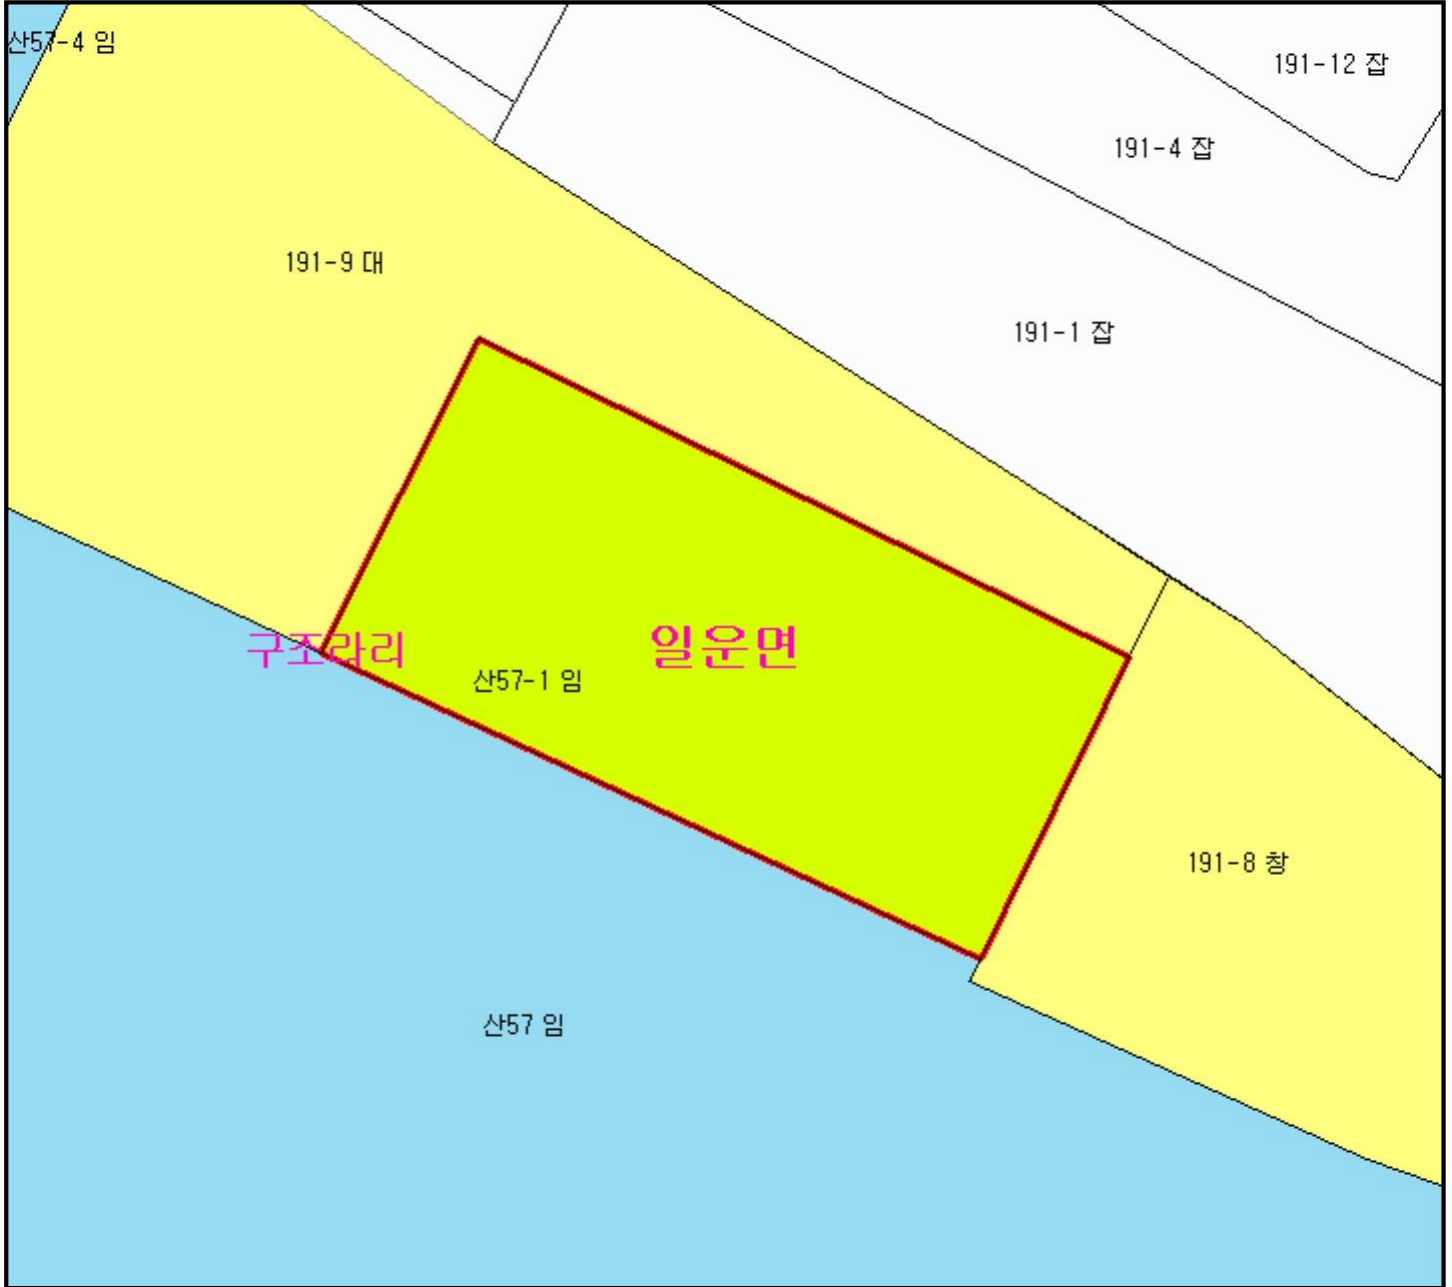 산57-4 임
191-12 잡
191-4 잡
191-9 대
191-1 잡
구조라리
일운면
산57-1 임
191-8 창
산57 임